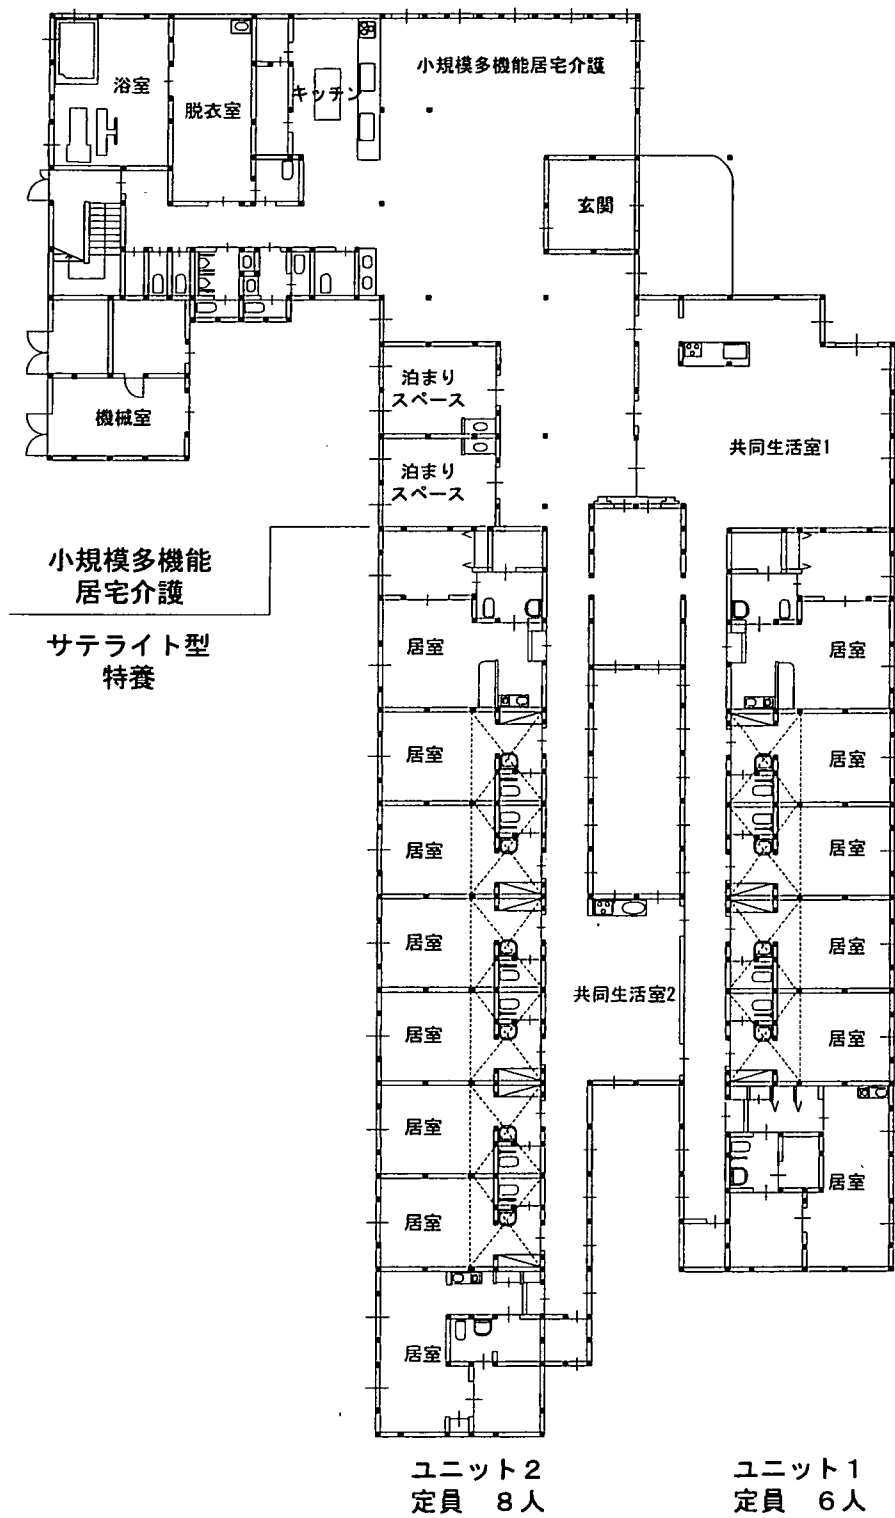 小規模多機能居宅介護
浴室
脱衣室
キッチン
玄関
泊まり
スペース
機械室
共同生活室1
泊まり
スペース
小規模多機能
居宅介護
サテライト型
特養
居室
居室
居室
居室
居室
居室
居室
居室
居室
居室
共同生活室2
居室
居室
居室
居室
ユニット2
定員 8人
ユニット1
定員 6人